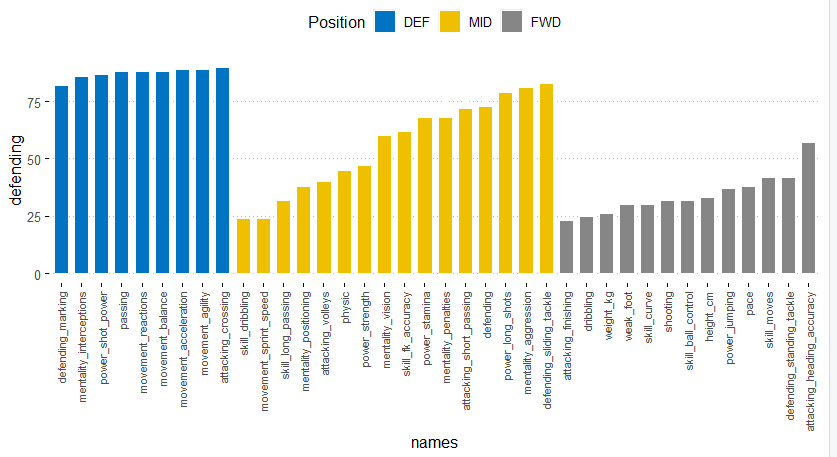 Position DEF MID FWD
defending
75
50
25
0
defending_marking
mentality_interceptions
power_shot_power
passing
movement_reactions
movement_balance
movement_acceleration
movement_agility
attacking_crossing
skill_dribbling
movement_sprint_speed
skill_long_passing
mentality_positioning
attacking_volleys
physic
power_strength
mentality_vision
skill_fk_accuracy
power_stamina
mentality_penalties
attacking_short_passing
defending
power_long_shots
mentality_aggression
defending_sliding_tackle
attacking_finishing
dribbling
weight_kg
weak_foot
skill_curve
shooting
skill_ball_control
height_cm
power_jumping
pace
skill_moves
defending_standing_tackle
attacking_heading_accuracy
names